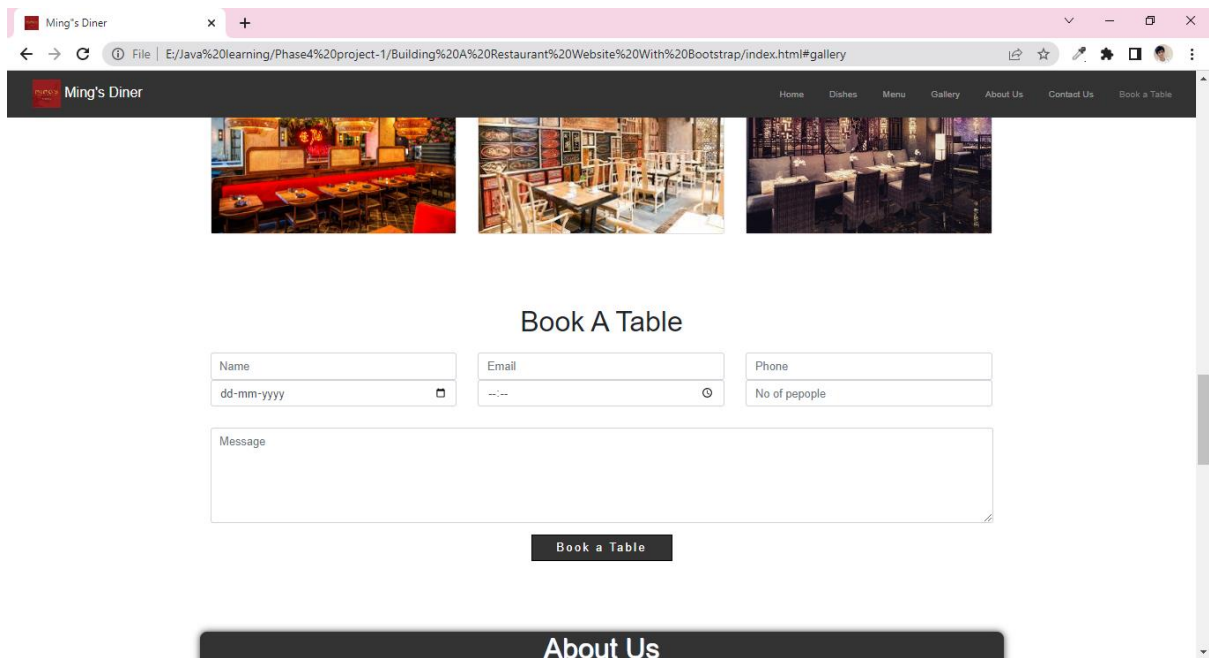 Ming"s Diner
File | E:/Java%20learning/Phase4%20project-1/Building%20A%20Restaurant%20Website%20With%20Bootstrap/index.html#gallery
Ming's Diner Home Dishes Menu Gallery About Us Contact Us Book a Table
Book A Table
Name Email Phone
dd-mm-yyyy --:-- No of pepople
Message
Book a Table
About Us